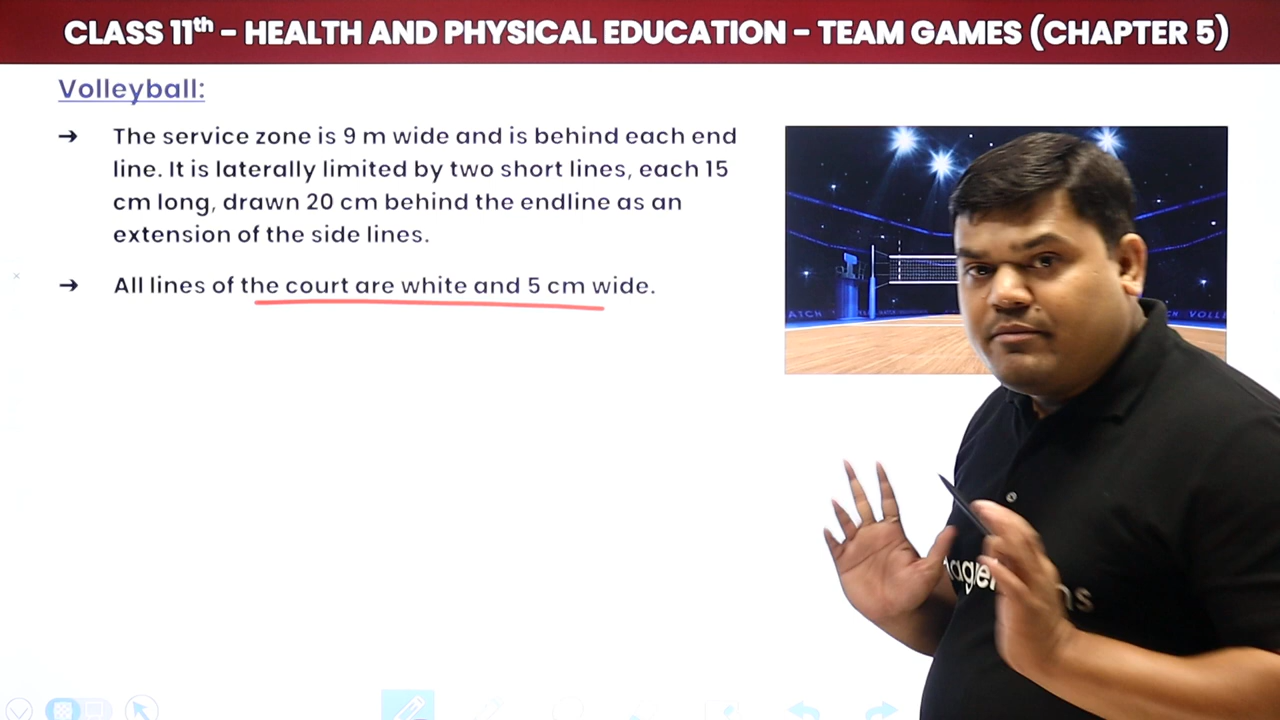 CLASS 11th – HEALTH AND PHYSICAL EDUCATION – TEAM GAMES (CHAPTER 5)
Volleyball:
➔ The service zone is 9 m wide and is behind each end
line. It is laterally limited by two short lines, each 15
cm long, drawn 20 cm behind the endline as an
extension of the side lines.
➔ All lines of the court are white and 5 cm wide.